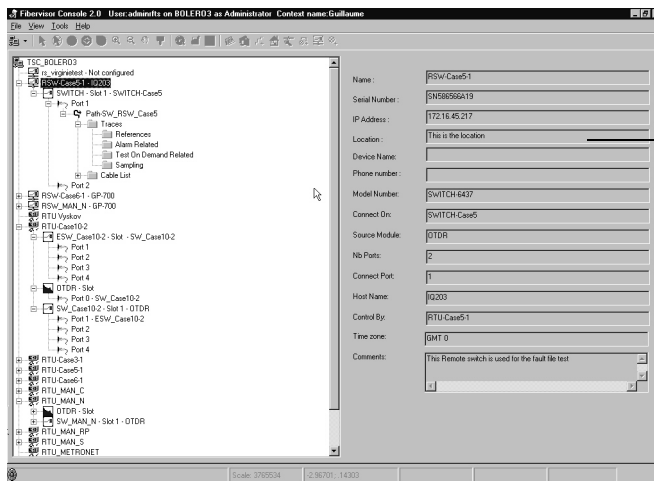 Fibervisor Console 2.0 User:adminfts on BOLERO3 as Administrator Context name:Guillaume
File View Tools Help
TSC_BOLERO3
rs_virginietest - Not configured
RSW-Case5-1 - IQ203
SWITCH - Slot 1 - SWITCH-Case5
Port 1
Path-SW_RSW_Case5
Traces
References
Alarm Related
Test On Demand Related
Sampling
Cable List
Port 2
RSW-Case6-1 - GP-700
RSW_MAN_N - GP-700
RTU Vyskov
RTU-Case10-2
ESW_Case10-2 - Slot - SW_Case10-2
Port 1
Port 2
Port 3
Port 4
OTDR - Slot
Port 0 - SW_Case10-2
SW_Case10-2 - Slot 1 - OTDR
Port 1 - ESW_Case10-2
Port 2
Port 3
Port 4
RTU-Case3-1
RTU-Case5-1
RTU-Case6-1
RTU_MAN_C
RTU_MAN_N
OTDR - Slot
SW_MAN_N - Slot 1 - OTDR
RTU_MAN_RP
RTU_MAN_S
RTU_METRONET
Name : RSW-Case5-1
Serial Number : SN586566A19
IP Address : 172.16.45.217
Location : This is the location
Device Name:
Phone number :
Model Number: SWITCH-6437
Connect On: SWITCH-Case5
Source Module: OTDR
Nb Ports: 2
Connect Port: 1
Host Name: IQ203
Control By: RTU-Case5-1
Time zone: GMT 0
Comments: This Remote switch is used for the fault file test
Scale: 3765534 -2.96701; .14303